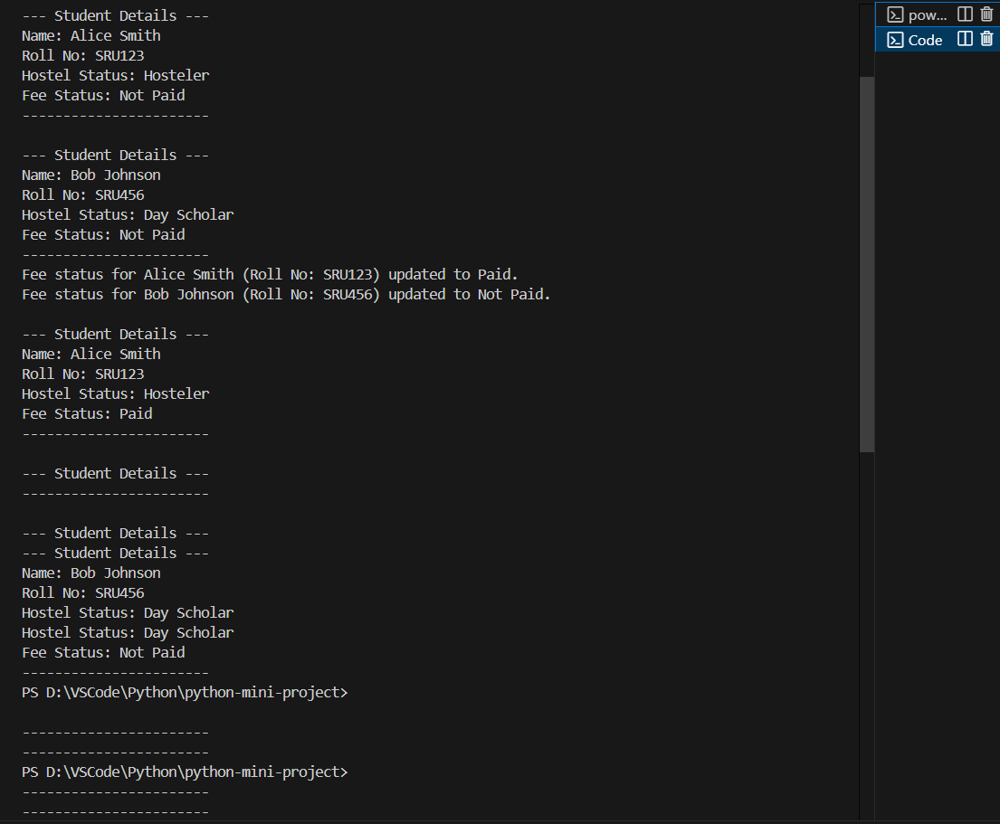 --- Student Details ---
Name: Alice Smith
Roll No: SRU123
Hostel Status: Hosteler
Fee Status: Not Paid
-----------------------
--- Student Details ---
Name: Bob Johnson
Roll No: SRU456
Hostel Status: Day Scholar
Fee Status: Not Paid
-----------------------
Fee status for Alice Smith (Roll No: SRU123) updated to Paid.
Fee status for Bob Johnson (Roll No: SRU456) updated to Not Paid.
--- Student Details ---
Name: Alice Smith
Roll No: SRU123
Hostel Status: Hosteler
Fee Status: Paid
-----------------------
--- Student Details ---
-----------------------
--- Student Details ---
--- Student Details ---
Name: Bob Johnson
Roll No: SRU456
Hostel Status: Day Scholar
Hostel Status: Day Scholar
Fee Status: Not Paid
-----------------------
PS D:\VSCode\Python\python-mini-project>
-----------------------
-----------------------
PS D:\VSCode\Python\python-mini-project>
-----------------------
-----------------------
pow...
Code